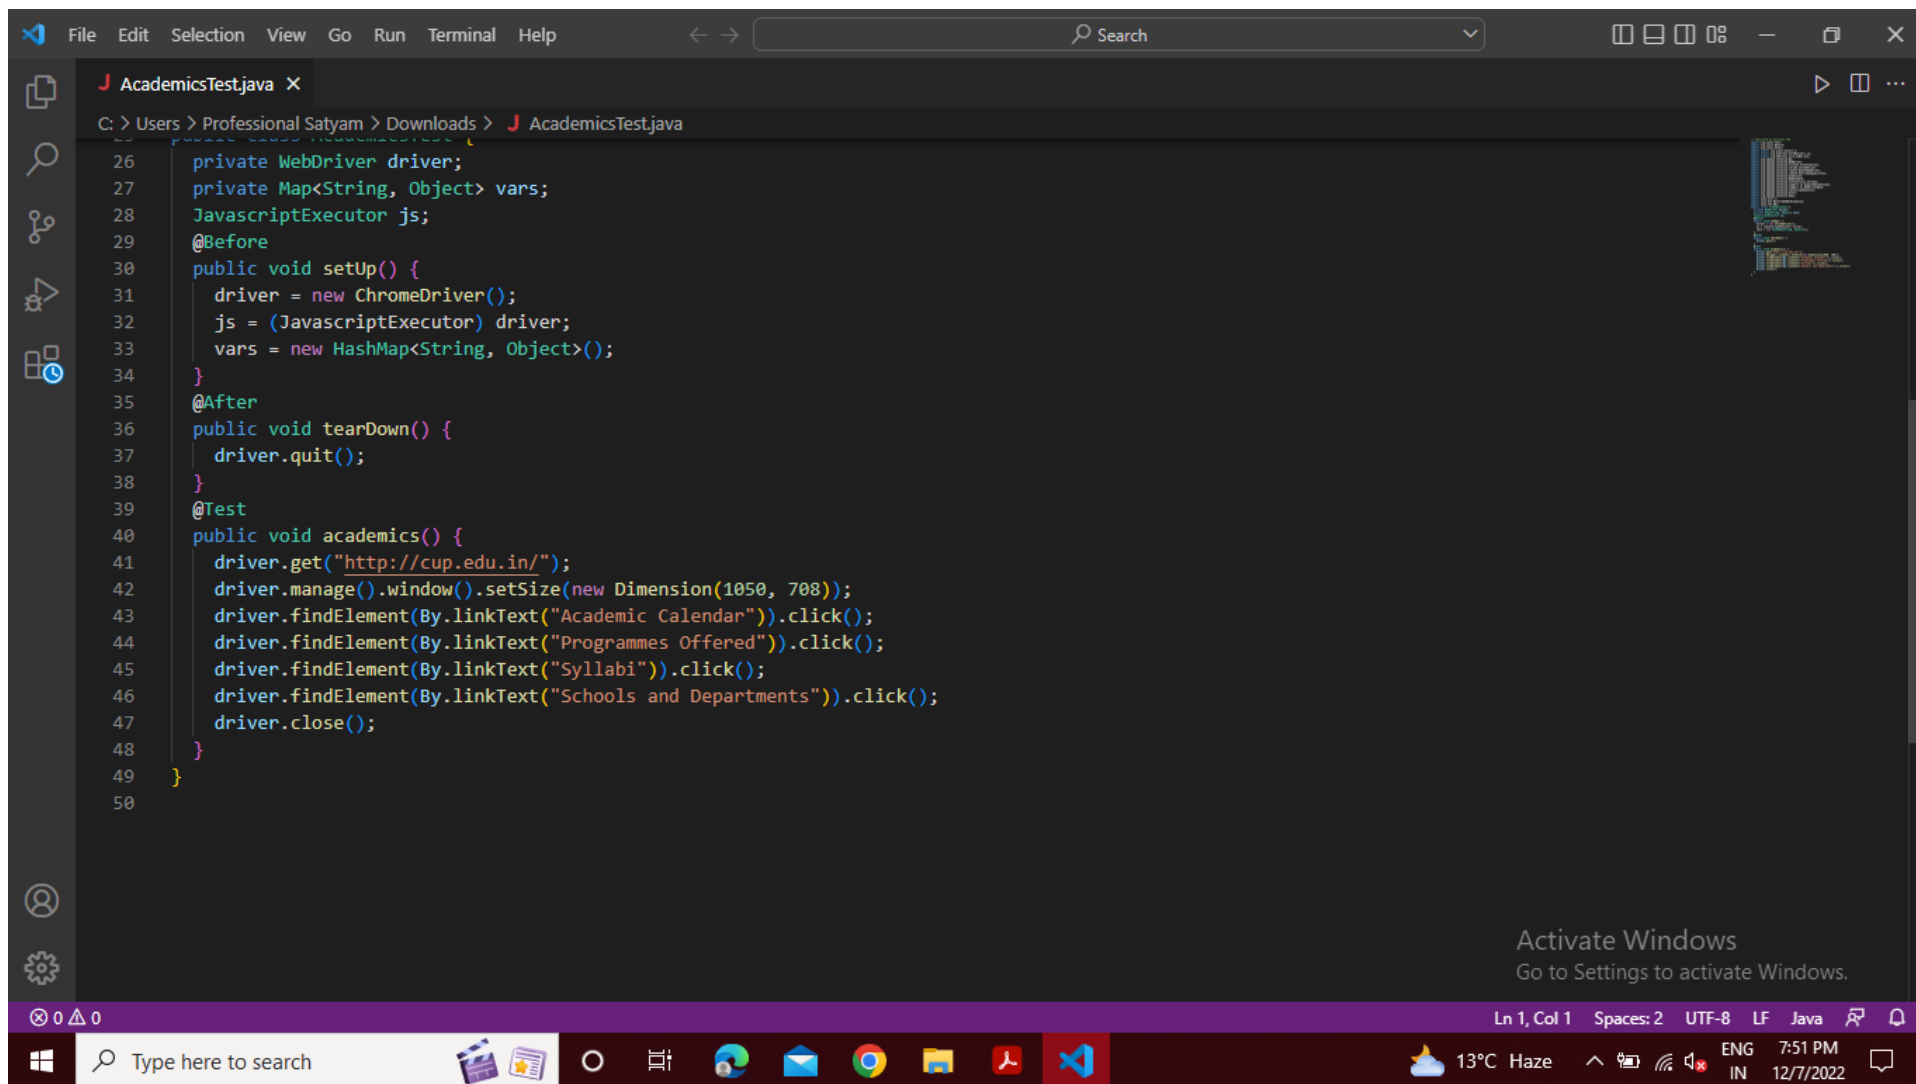 File Edit Selection View Go Run Terminal Help Search
AcademicsTest.java
C: > Users > Professional Satyam > Downloads > J AcademicsTest.java
25 public class AcademicsTest {
26 private WebDriver driver;
27 private Map<String, Object> vars;
28 JavascriptExecutor js;
29 @Before
30 public void setUp() {
31 driver = new ChromeDriver();
32 js = (JavascriptExecutor) driver;
33 vars = new HashMap<String, Object>();
34 }
35 @After
36 public void tearDown() {
37 driver.quit();
38 }
39 @Test
40 public void academics() {
41 driver.get("http://cup.edu.in/");
42 driver.manage().window().setSize(new Dimension(1050, 708));
43 driver.findElement(By.linkText("Academic Calendar")).click();
44 driver.findElement(By.linkText("Programmes Offered")).click();
45 driver.findElement(By.linkText("Syllabi")).click();
46 driver.findElement(By.linkText("Schools and Departments")).click();
47 driver.close();
48 }
49 }
50
Activate Windows
Go to Settings to activate Windows.
0 0 Ln 1, Col 1 Spaces: 2 UTF-8 LF Java
Type here to search 13°C Haze ENG IN 7:51 PM 12/7/2022